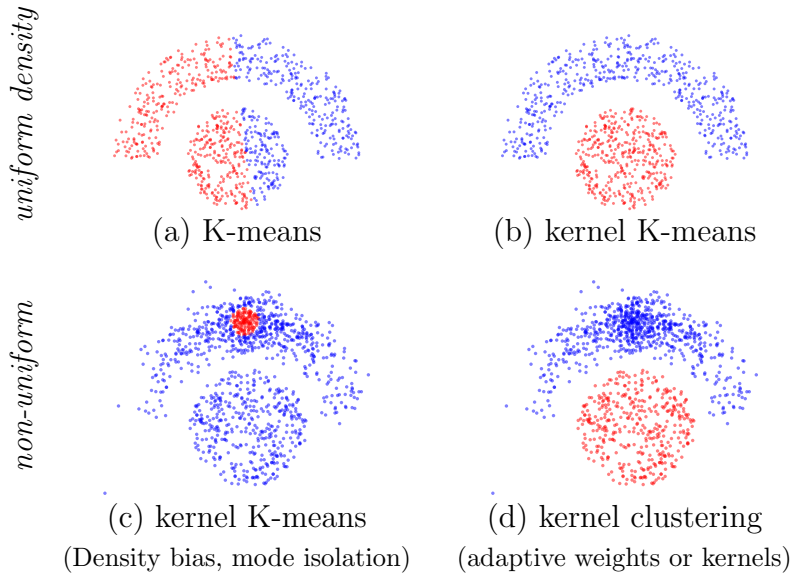 uniform density
(a) K-means
(b) kernel K-means
non-uniform
(c) kernel K-means
(Density bias, mode isolation)
(d) kernel clustering
(adaptive weights or kernels)